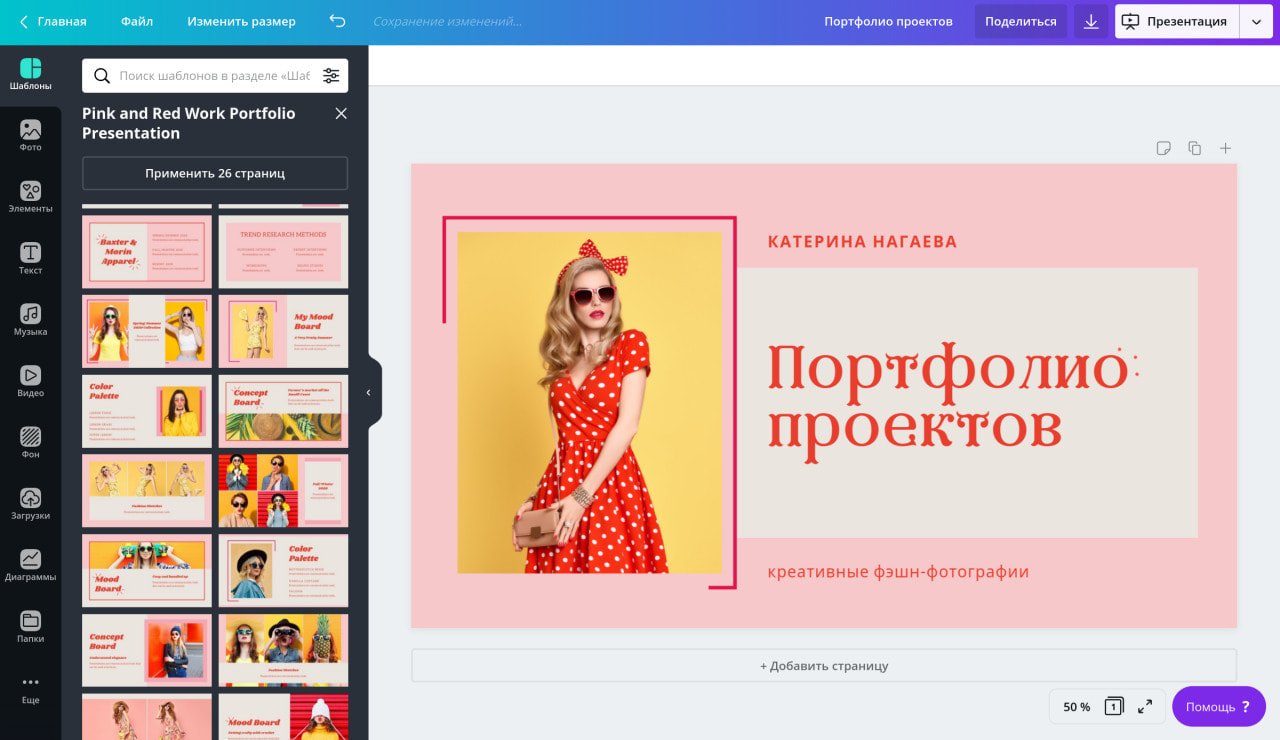 Главная
Файл
Изменить размер
Сохранение изменений...
Портфолио проектов
Поделиться
Презентация
Шаблоны
Фото
Элементы
Текст
Музыка
Видео
Фон
Загрузки
Диаграммы
Папки
Еще
Поиск шаблонов в разделе «Шаб
Pink and Red Work Portfolio
Presentation
Применить 26 страниц
Baxter &
Morin
Apparel
TREND RESEARCH METHODS
My Mood
Board
Color
Palette
Concept
Board
Mood
Board
Color
Palette
Concept
Board
Mood Board
КАТЕРИНА НАГАЕВА
Портфолио
проектов
креативные фэшн-фотографии
+ Добавить страницу
50 %
1
Помощь ?